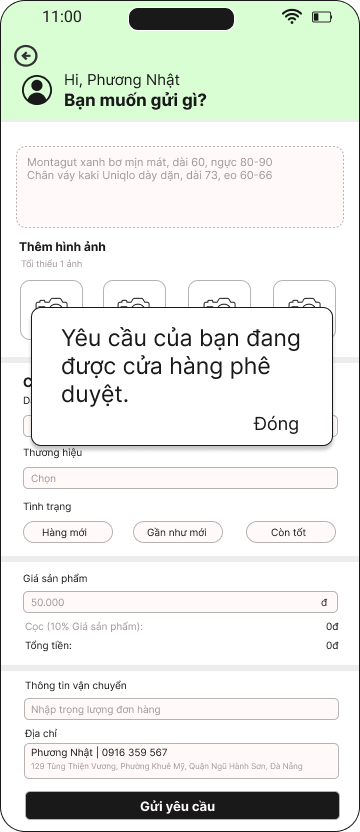 11:00
Hi, Phương Nhật
Bạn muốn gửi gì?
Montagut xanh bơ mịn mát, dài 60, ngực 80-90
Chân váy kaki Uniqlo dày dặn, dài 73, eo 60-66
Thêm hình ảnh
Tối thiểu 1 ảnh
Yêu cầu của bạn đang
được cửa hàng phê
duyệt.
Đóng
Thương hiệu
Chọn
Tình trạng
Hàng mới
Gần như mới
Còn tốt
Giá sản phẩm
50.000 đ
Cọc (10% Giá sản phẩm): 0đ
Tổng tiền: 0đ
Thông tin vận chuyển
Nhập trọng lượng đơn hàng
Địa chỉ
Phương Nhật | 0916 359 567
129 Tùng Thiện Vương, Phường Khuê Mỹ, Quận Ngũ Hành Sơn, Đà Nẵng
Gửi yêu cầu